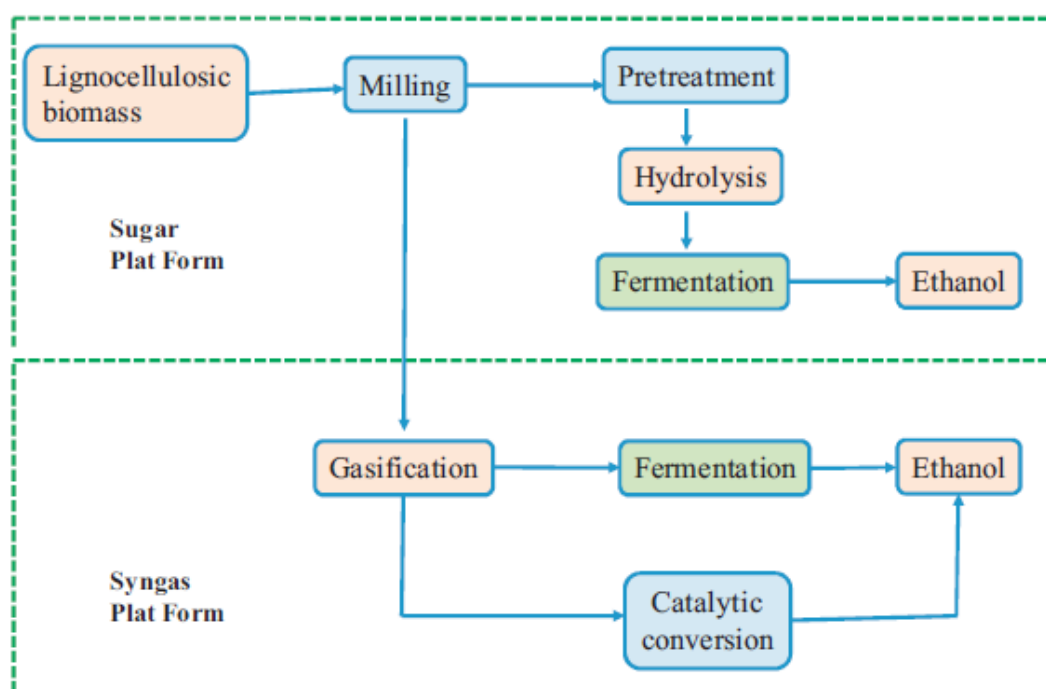 Lignocellulosic
biomass
Milling
Pretreatment
Hydrolysis
Sugar
Plat Form
Fermentation
Ethanol
Gasification
Fermentation
Ethanol
Syngas
Plat Form
Catalytic
conversion